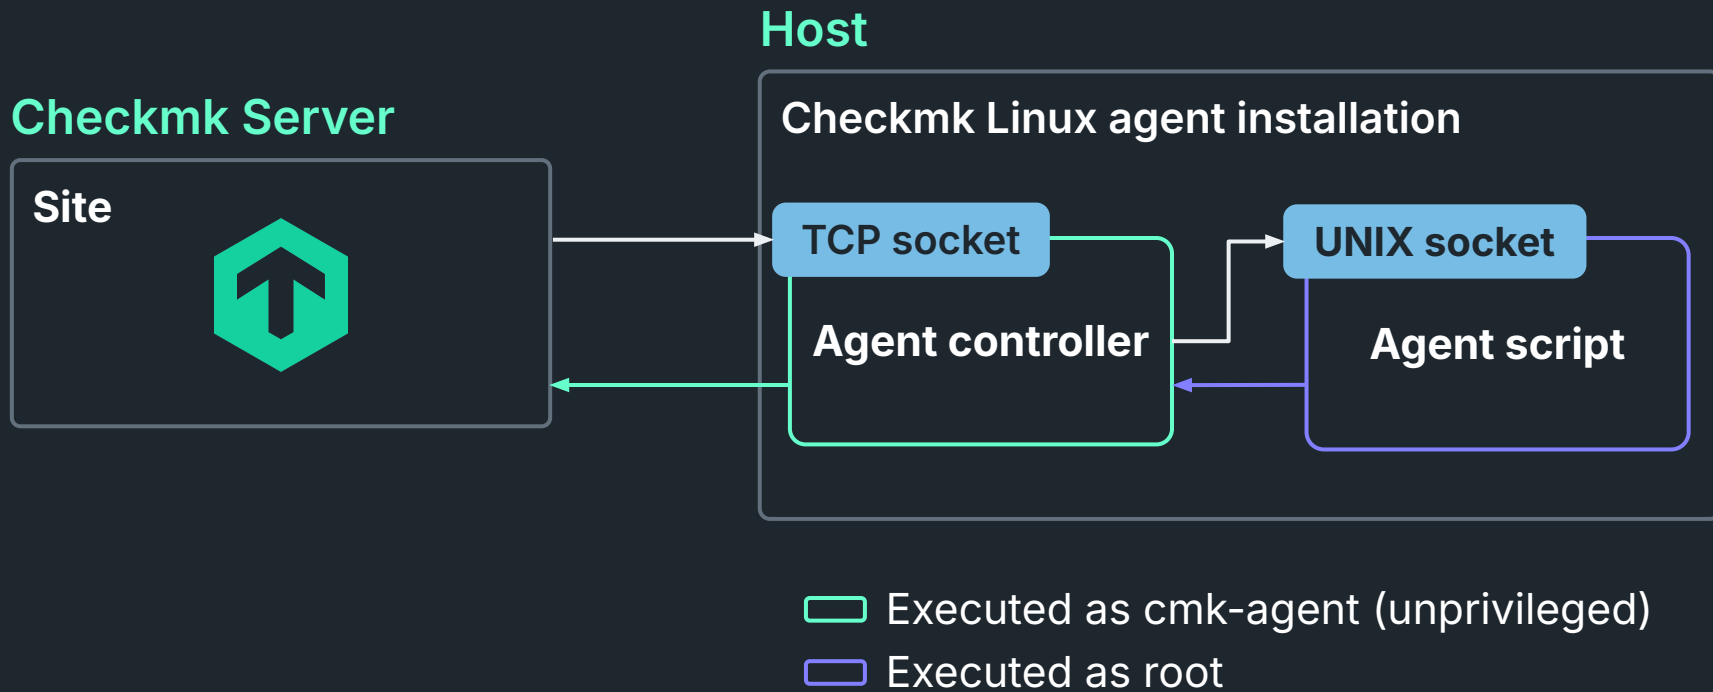 Host
Checkmk Server
Checkmk Linux agent installation
Site
TCP socket
UNIX socket
Agent controller
Agent script
Executed as cmk-agent (unprivileged)
Executed as root